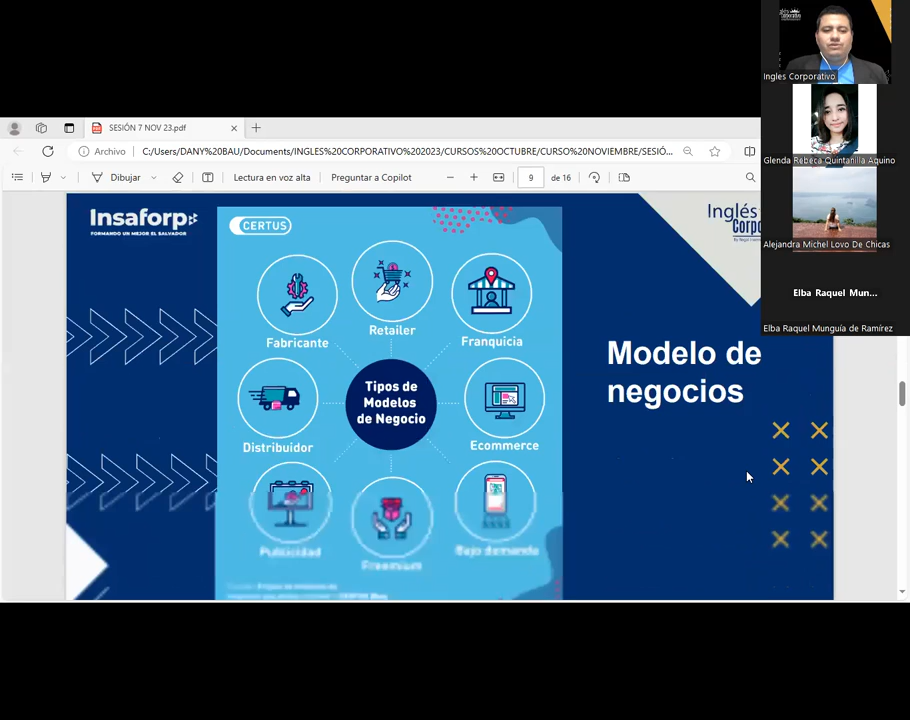 SESIÓN 7 NOV 23.pdf
Archivo
C:/Users/DANY%20BAU/Documents/INGLES%20CORPORATIVO%202023/CURSOS%20OCTUBRE/CURSO%20NOVIEMBRE/SESIÓ...
Dibujar
Lectura en voz alta
Preguntar a Copilot
9
de 16
Insaforp
FORMANDO UN MEJOR EL SALVADOR
CERTUS
Inglés
Corpo
Fabricante
Retailer
Franquicia
Tipos de
Modelos
de Negocio
Distribuidor
Ecommerce
Publicidad
Freemium
Bajo demanda
Modelo de
negocios
Ingles Corporativo
Glenda Rebeca Quintanilla Aquino
Alejandra Michel Lovo De Chicas
Elba Raquel Mun...
Elba Raquel Munguía de Ramírez